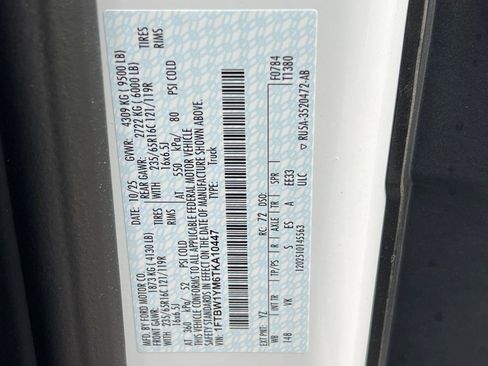 MFD. BY FORD MOTOR CO.
DATE: 10/25 GVWR: 4309 KG ( 9500 LB)
FRONT GAWR: 1873 KG ( 4130 LB) REAR GAWR: 2722 KG ( 6000 LB)
235/65R16C 121/119R TIRES WITH 235/65R16C 121/119R TIRES
16x6.5J RIMS 16x6.5J RIMS
AT 360 kPa/ 52 PSI COLD AT 550 kPa/ 80 PSI COLD
THIS VEHICLE CONFORMS TO ALL APPLICABLE FEDERAL MOTOR VEHICLE
SAFETY STANDARDS IN EFFECT ON THE DATE OF MANUFACTURE SHOWN ABOVE.
VIN: 1FTBW1YM6TKA10447 TYPE: Truck
F0784
T1380
EXT PNT: YZ RC: 72 DSO:
WB INT TR TP/PS R AXLE TR SPR
148 VK S ES A EE33
ULC
1202510145563 ▽ RU5A-3520472-AB